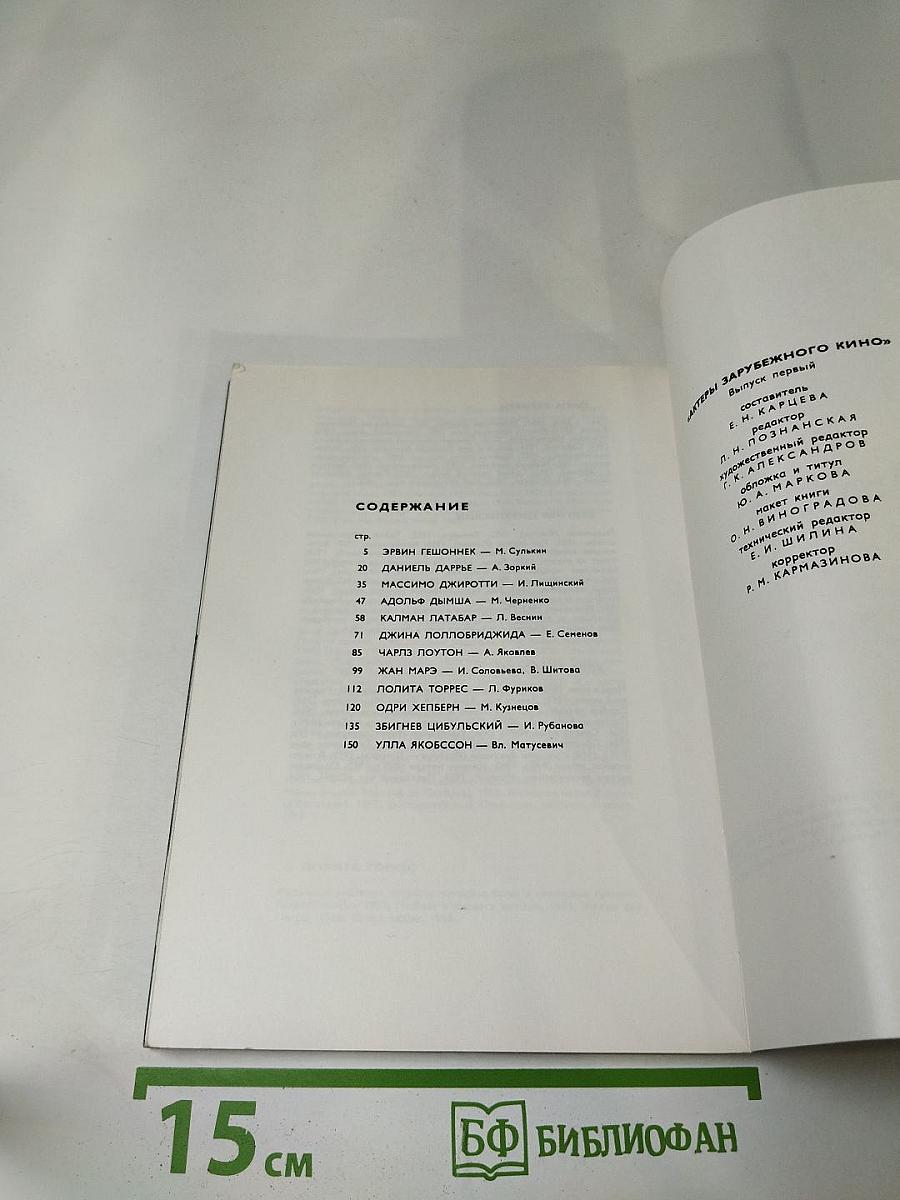 СОДЕРЖАНИЕ
стр.
5 ЭРВИН ГЕШОННЕК — М. Сулькин
20 ДАНИЕЛЬ ДАРРЬЕ — А. Зоркий
35 МАССИМО ДЖИРОТТИ — И. Лищинский
47 АДОЛЬФ ДЫМША — М. Черненко
58 КАЛМАН ЛАТАБАР — Л. Веснин
71 ДЖИНА ЛОЛЛОБРИДЖИДА — Е. Семенов
85 ЧАРЛЗ ЛОУТОН — А. Яковлев
99 ЖАН МАРЭ — И. Соловьева, В. Шитова
112 ЛОЛИТА ТОРРЕС — Л. Фуриков
120 ОДРИ ХЕПБЕРН — М. Кузнецов
135 ЗБИГНЕВ ЦИБУЛЬСКИЙ — И. Рубанова
150 УЛЛА ЯКОБССОН — Вл. Матусевич
«АКТЕРЫ ЗАРУБЕЖНОГО КИНО»
Выпуск первый
составитель
Е. Н. КАРЦЕВА
редактор
Л. Н. ПОЗНАНСКАЯ
художественный редактор
Г. К. АЛЕКСАНДРОВ
обложка и титул
Ю. А. МАРКОВА
макет книги
О. Н. ВИНОГРАДОВА
технический редактор
Е. И. ШИЛИНА
корректор
Р. М. КАРМАЗИНОВА
15 см
БФ БИБЛИОФАН